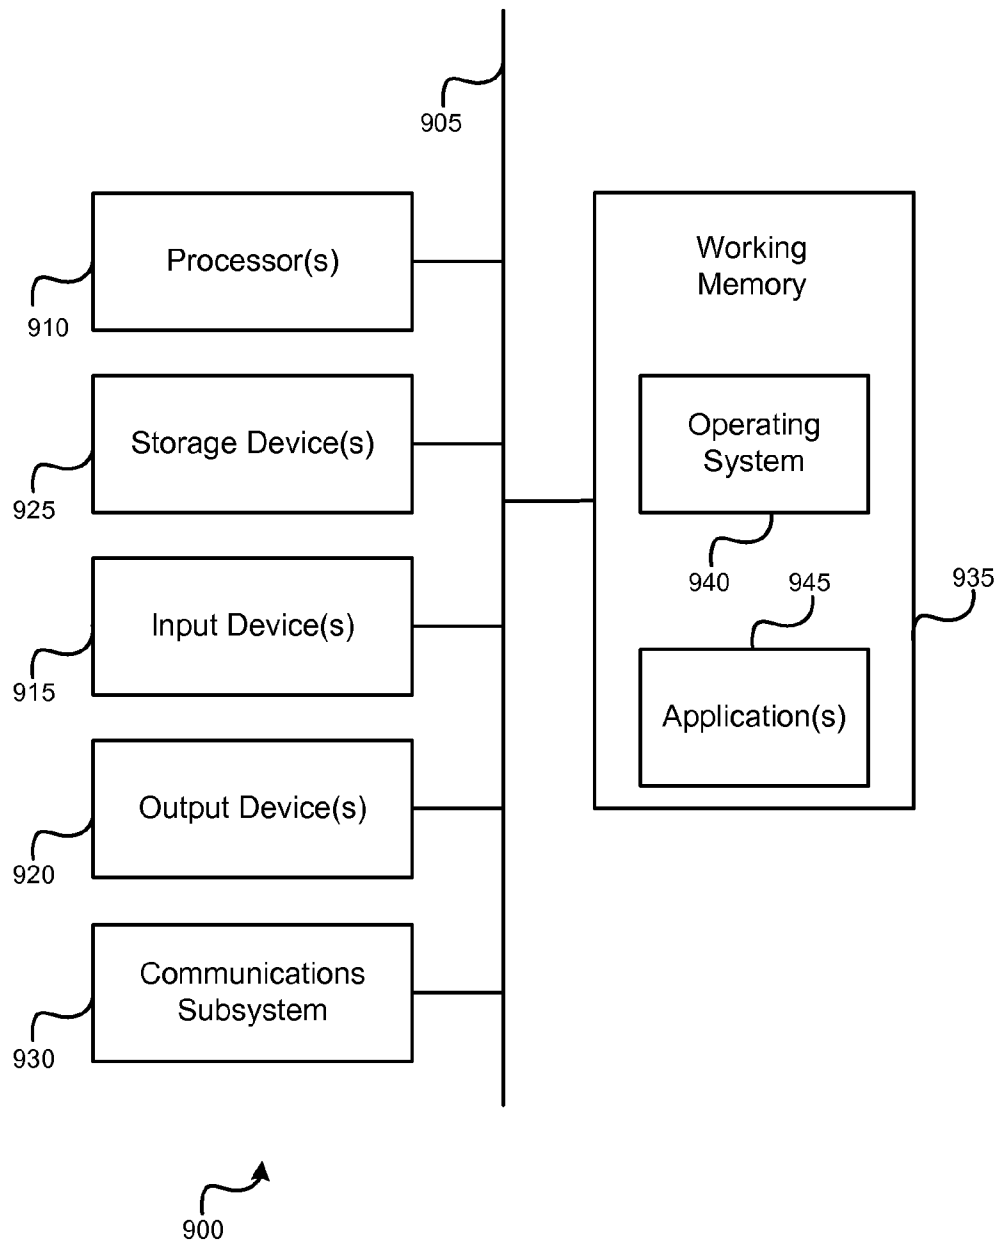 905
Processor(s)
910
Storage Device(s)
925
Input Device(s)
915
Output Device(s)
920
Communications
Subsystem
930
Working
Memory
Operating
System
940
945
935
Application(s)
900